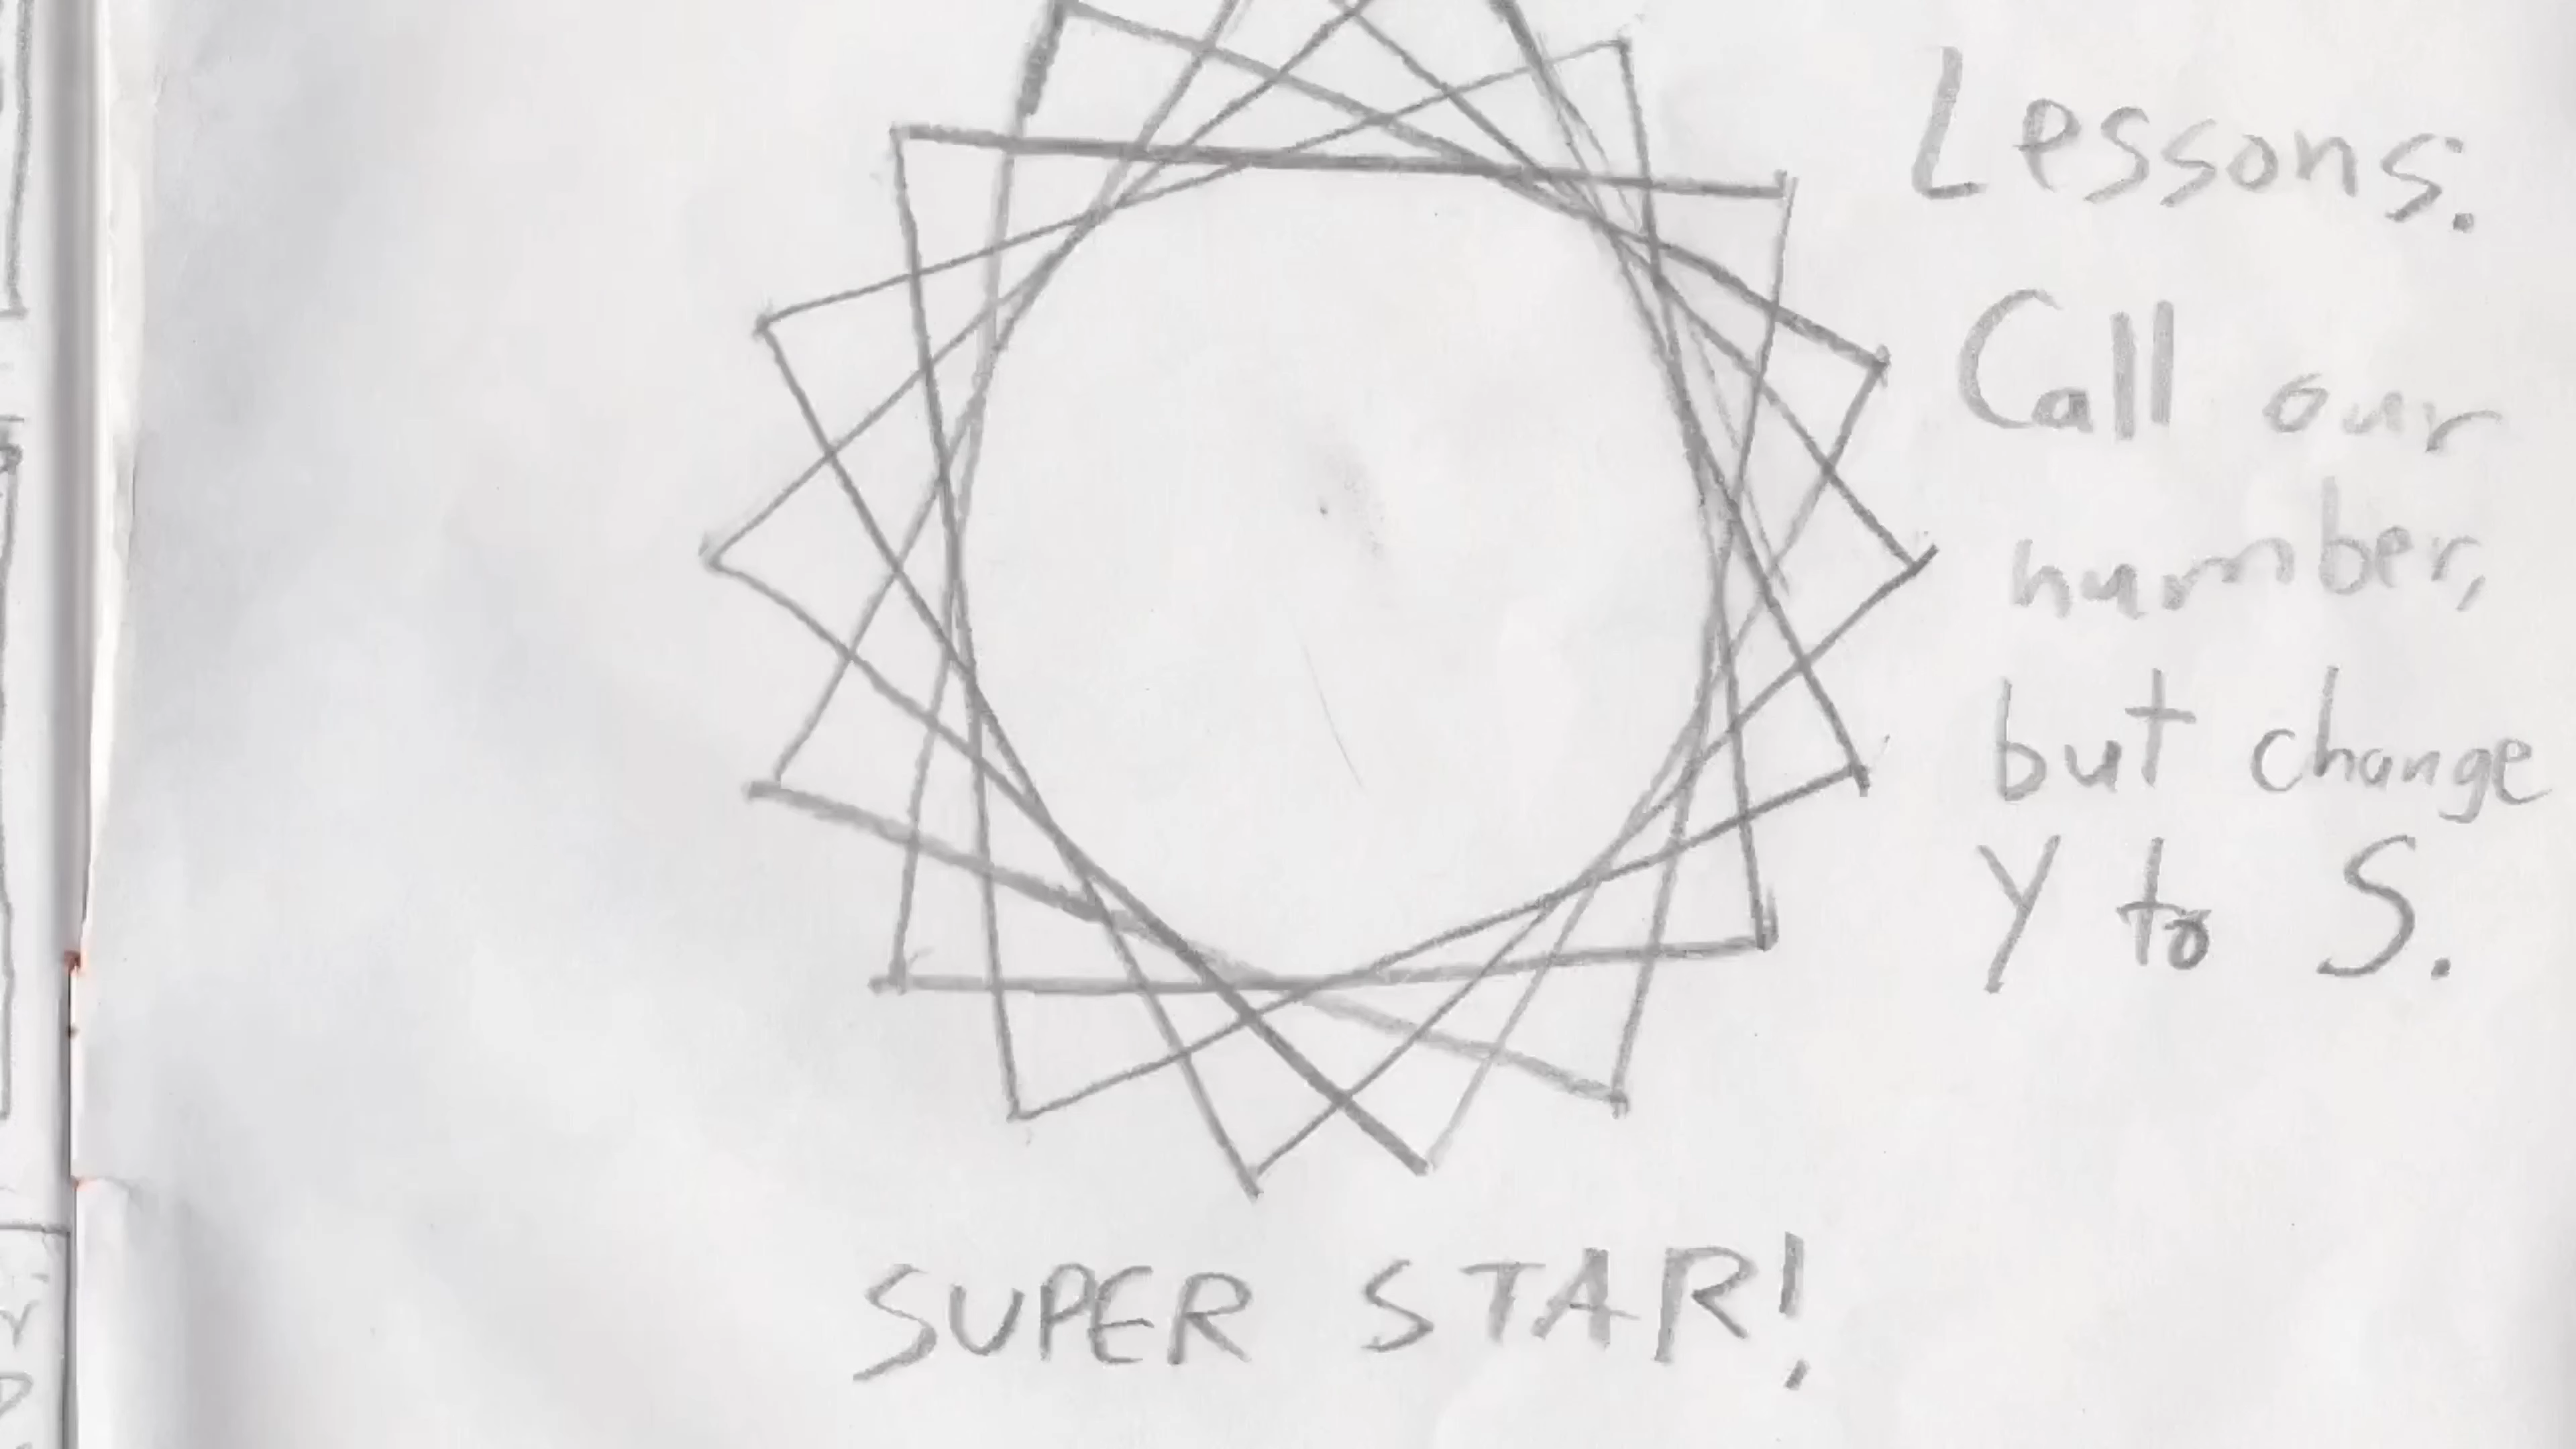 Lessons:
Call our
number,
but change
Y to S.
SUPER STAR!